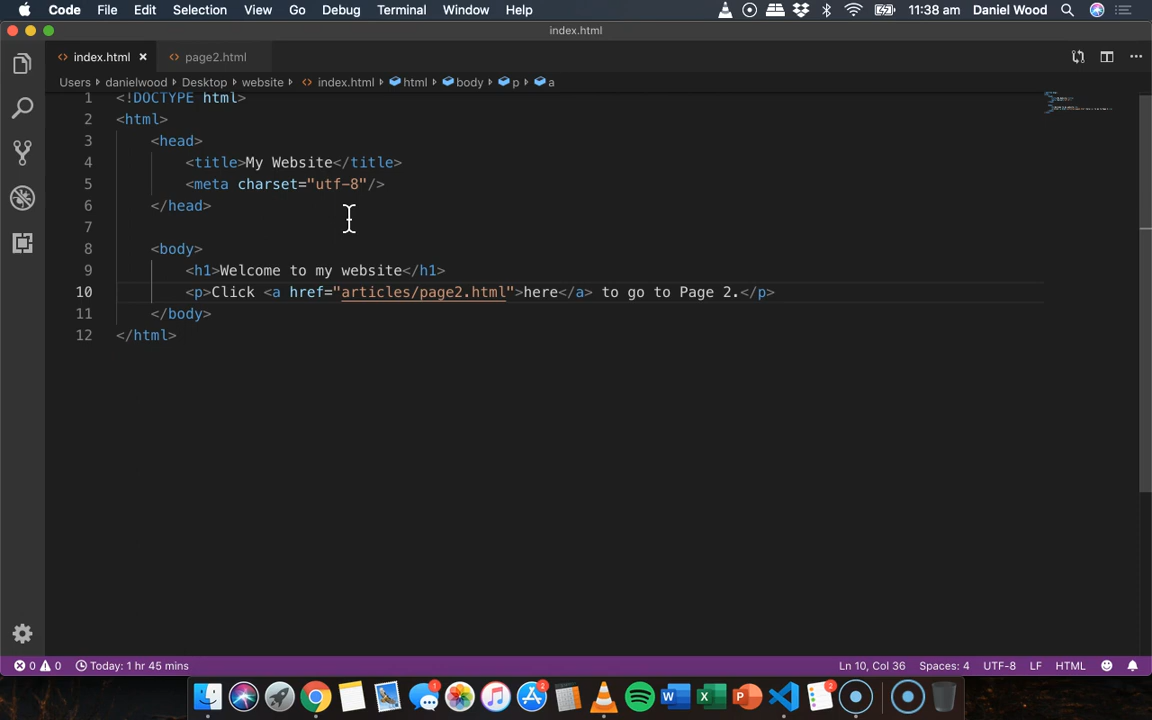 Code File Edit Selection View Go Debug Terminal Window Help 11:38 am Daniel Wood
index.html
index.html page2.html
Users danielwood Desktop website index.html html body p a
1 <!DOCTYPE html>
2 <html>
3 <head>
4 <title>My Website</title>
5 <meta charset="utf-8"/>
6 </head>
7
8 <body>
9 <h1>Welcome to my website</h1>
10 <p>Click <a href="articles/page2.html">here</a> to go to Page 2.</p>
11 </body>
12 </html>
0 0 Today: 1 hr 45 mins Ln 10, Col 36 Spaces: 4 UTF-8 LF HTML
1 2 W X P 2